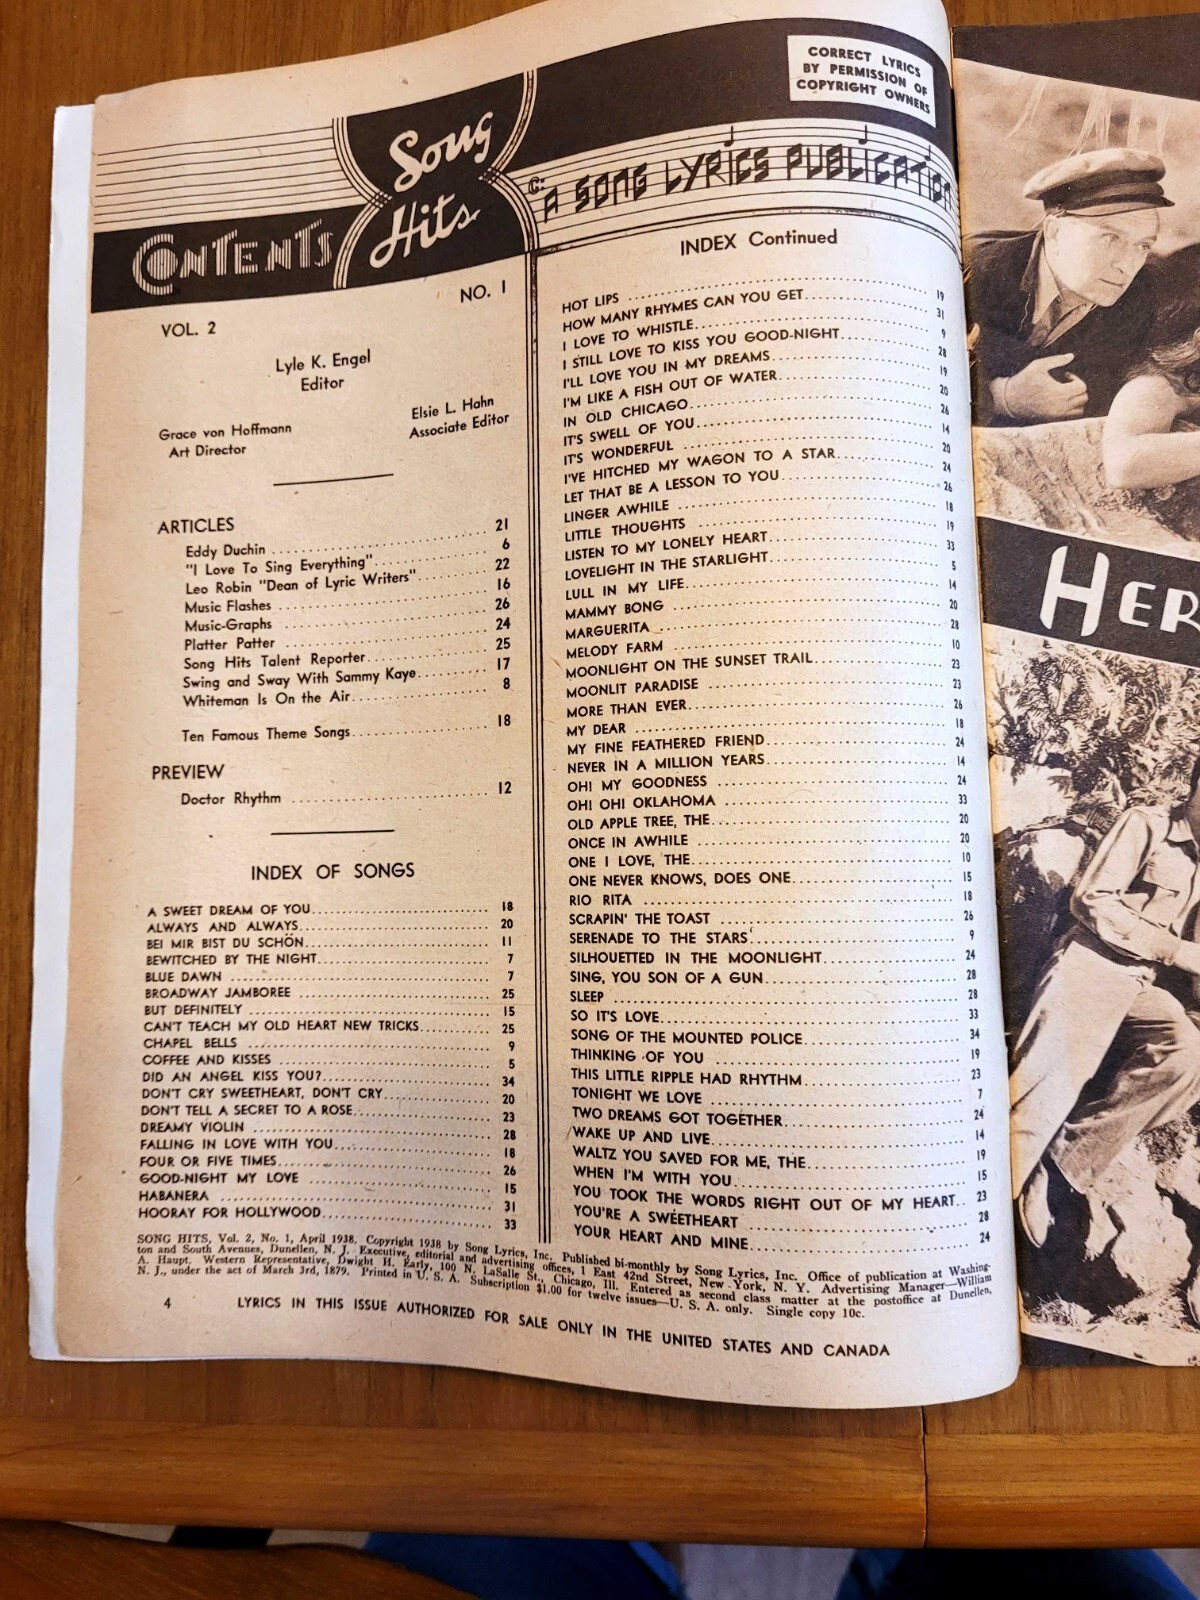 CORRECT LYRICS
BY PERMISSION OF
COPYRIGHT OWNERS
Song
Hits
A SONG LYRICS PUBLICATION
CONTENTS
VOL. 2
NO. 1
Lyle K. Engel
Editor
Grace von Hoffmann
Art Director
Elsie L. Hahn
Associate Editor
ARTICLES
Eddy Duchin 21
"I Love To Sing Everything" 6
Leo Robin "Dean of Lyric Writers" 22
Music Flashes 16
Music-Graphs 26
Platter Patter 24
Song Hits Talent Reporter 25
Swing and Sway With Sammy Kaye 17
Whiteman Is On the Air 8
Ten Famous Theme Songs 18
PREVIEW
Doctor Rhythm 12
INDEX OF SONGS
A SWEET DREAM OF YOU 18
ALWAYS AND ALWAYS 20
BEI MIR BIST DU SCHÖN 11
BEWITCHED BY THE NIGHT 7
BLUE DAWN 7
BROADWAY JAMBOREE 25
BUT DEFINITELY 15
CAN'T TEACH MY OLD HEART NEW TRICKS 25
CHAPEL BELLS 9
COFFEE AND KISSES 5
DID AN ANGEL KISS YOU? 34
DON'T CRY SWEETHEART, DON'T CRY 20
DON'T TELL A SECRET TO A ROSE 23
DREAMY VIOLIN 28
FALLING IN LOVE WITH YOU 18
FOUR OR FIVE TIMES 26
GOOD-NIGHT MY LOVE 15
HABANERA 31
HOORAY FOR HOLLYWOOD 33
INDEX Continued
HOT LIPS 19
HOW MANY RHYMES CAN YOU GET 31
I LOVE TO WHISTLE 9
I STILL LOVE TO KISS YOU GOOD-NIGHT 28
I'LL LOVE YOU IN MY DREAMS 19
I'M LIKE A FISH OUT OF WATER 20
IN OLD CHICAGO 26
IT'S SWELL OF YOU 14
IT'S WONDERFUL 20
I'VE HITCHED MY WAGON TO A STAR 24
LET THAT BE A LESSON TO YOU 26
LINGER AWHILE 18
LITTLE THOUGHTS 19
LISTEN TO MY LONELY HEART 33
LOVELIGHT IN THE STARLIGHT 5
LULL IN MY LIFE 14
MAMMY BONG 20
MARGUERITA 28
MELODY FARM 10
MOONLIGHT ON THE SUNSET TRAIL 23
MOONLIT PARADISE 23
MORE THAN EVER 26
MY DEAR 18
MY FINE FEATHERED FRIEND 24
NEVER IN A MILLION YEARS 14
OH! MY GOODNESS 24
OH! OH! OKLAHOMA 33
OLD APPLE TREE, THE 20
ONCE IN AWHILE 20
ONE I LOVE, THE 10
ONE NEVER KNOWS, DOES ONE 15
RIO RITA 18
SCRAPIN' THE TOAST 26
SERENADE TO THE STARS 9
SILHOUETTED IN THE MOONLIGHT 24
SING, YOU SON OF A GUN 28
SLEEP 28
SO IT'S LOVE 33
SONG OF THE MOUNTED POLICE 34
THINKING OF YOU 19
THIS LITTLE RIPPLE HAD RHYTHM 23
TONIGHT WE LOVE 7
TWO DREAMS GOT TOGETHER 24
WAKE UP AND LIVE 14
WALTZ YOU SAVED FOR ME, THE 19
WHEN I'M WITH YOU 15
YOU TOOK THE WORDS RIGHT OUT OF MY HEART 23
YOU'RE A SWEETHEART 28
YOUR HEART AND MINE 24
SONG HITS, Vol. 2, No. 1, April 1938. Copyright 1938 by Song Lyrics, Inc. Published bi-monthly by Song Lyrics, Inc. Office of publication at Washing-
ton and South Avenues, Dunellen, N. J. Executive, editorial and advertising offices, 1 East 42nd Street, New York, N. Y. Advertising Manager—William
A. Haupt. Western Representative, Dwight H. Early, 100 N. LaSalle St., Chicago, Ill. Entered as second class matter at the postoffice at Dunellen,
N. J., under the act of March 3rd, 1879. Printed in U. S. A. Subscription $1.00 for twelve issues—U. S. A. only. Single copy 10c.
4
LYRICS IN THIS ISSUE AUTHORIZED FOR SALE ONLY IN THE UNITED STATES AND CANADA
HER